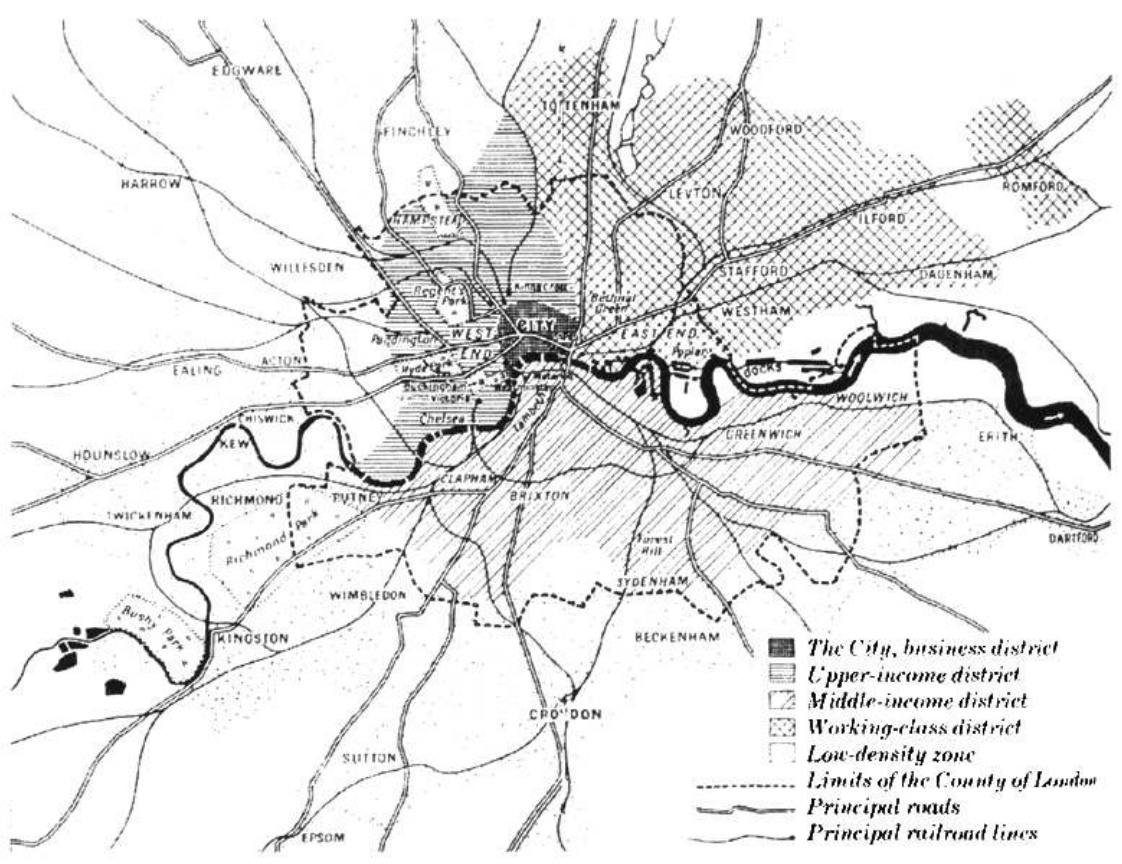 EDGWARE
TOTTENHAM
FINCHLEY
WOODFORD
HARROW
LEYTON
ROMFORD
HAMPSTEAD
ILFORD
WILLESDEN
STAFFORD
DAGENHAM
Regent's
Park
Bethnal
Green
WESTHAM
CITY
WEST
END
EAST END
Paddington
Poplar
ACTON
EALING
docks
Buckingham
Victoria
WOOLWICH
Chelsea
Lambeth
CHISWICK
KEW
GREENWICH
ERITH
HOUNSLOW
CLAPHAM
RICHMOND
PUTNEY
BRIXTON
TWICKENHAM
Richmond Park
Forest
Hill
DARTFORD
SYDENHAM
WIMBLEDON
Bushy Park
KINGSTON
BECKENHAM
The City, business district
Upper-income district
Middle-income district
CROYDON
Working-class district
SUTTON
Low-density zone
Limits of the County of London
Principal roads
EPSOM
Principal railroad lines